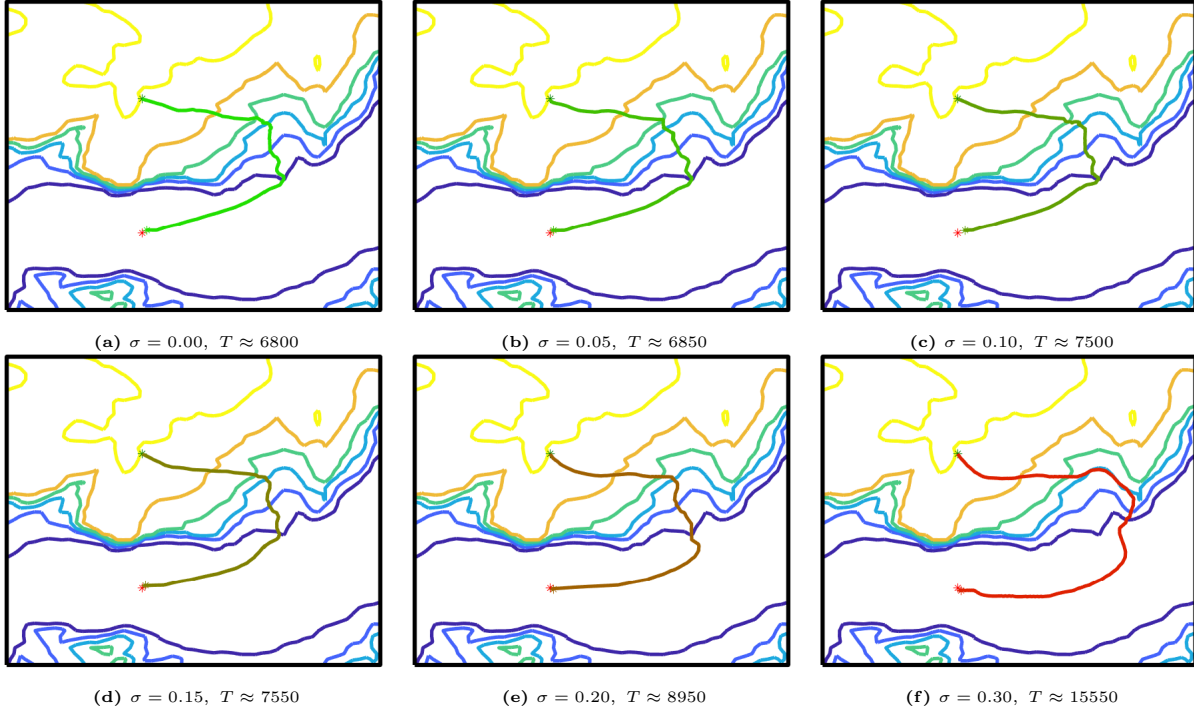 (a) σ = 0.00, T ≈ 6800
(b) σ = 0.05, T ≈ 6850
(c) σ = 0.10, T ≈ 7500
(d) σ = 0.15, T ≈ 7550
(e) σ = 0.20, T ≈ 8950
(f) σ = 0.30, T ≈ 15550